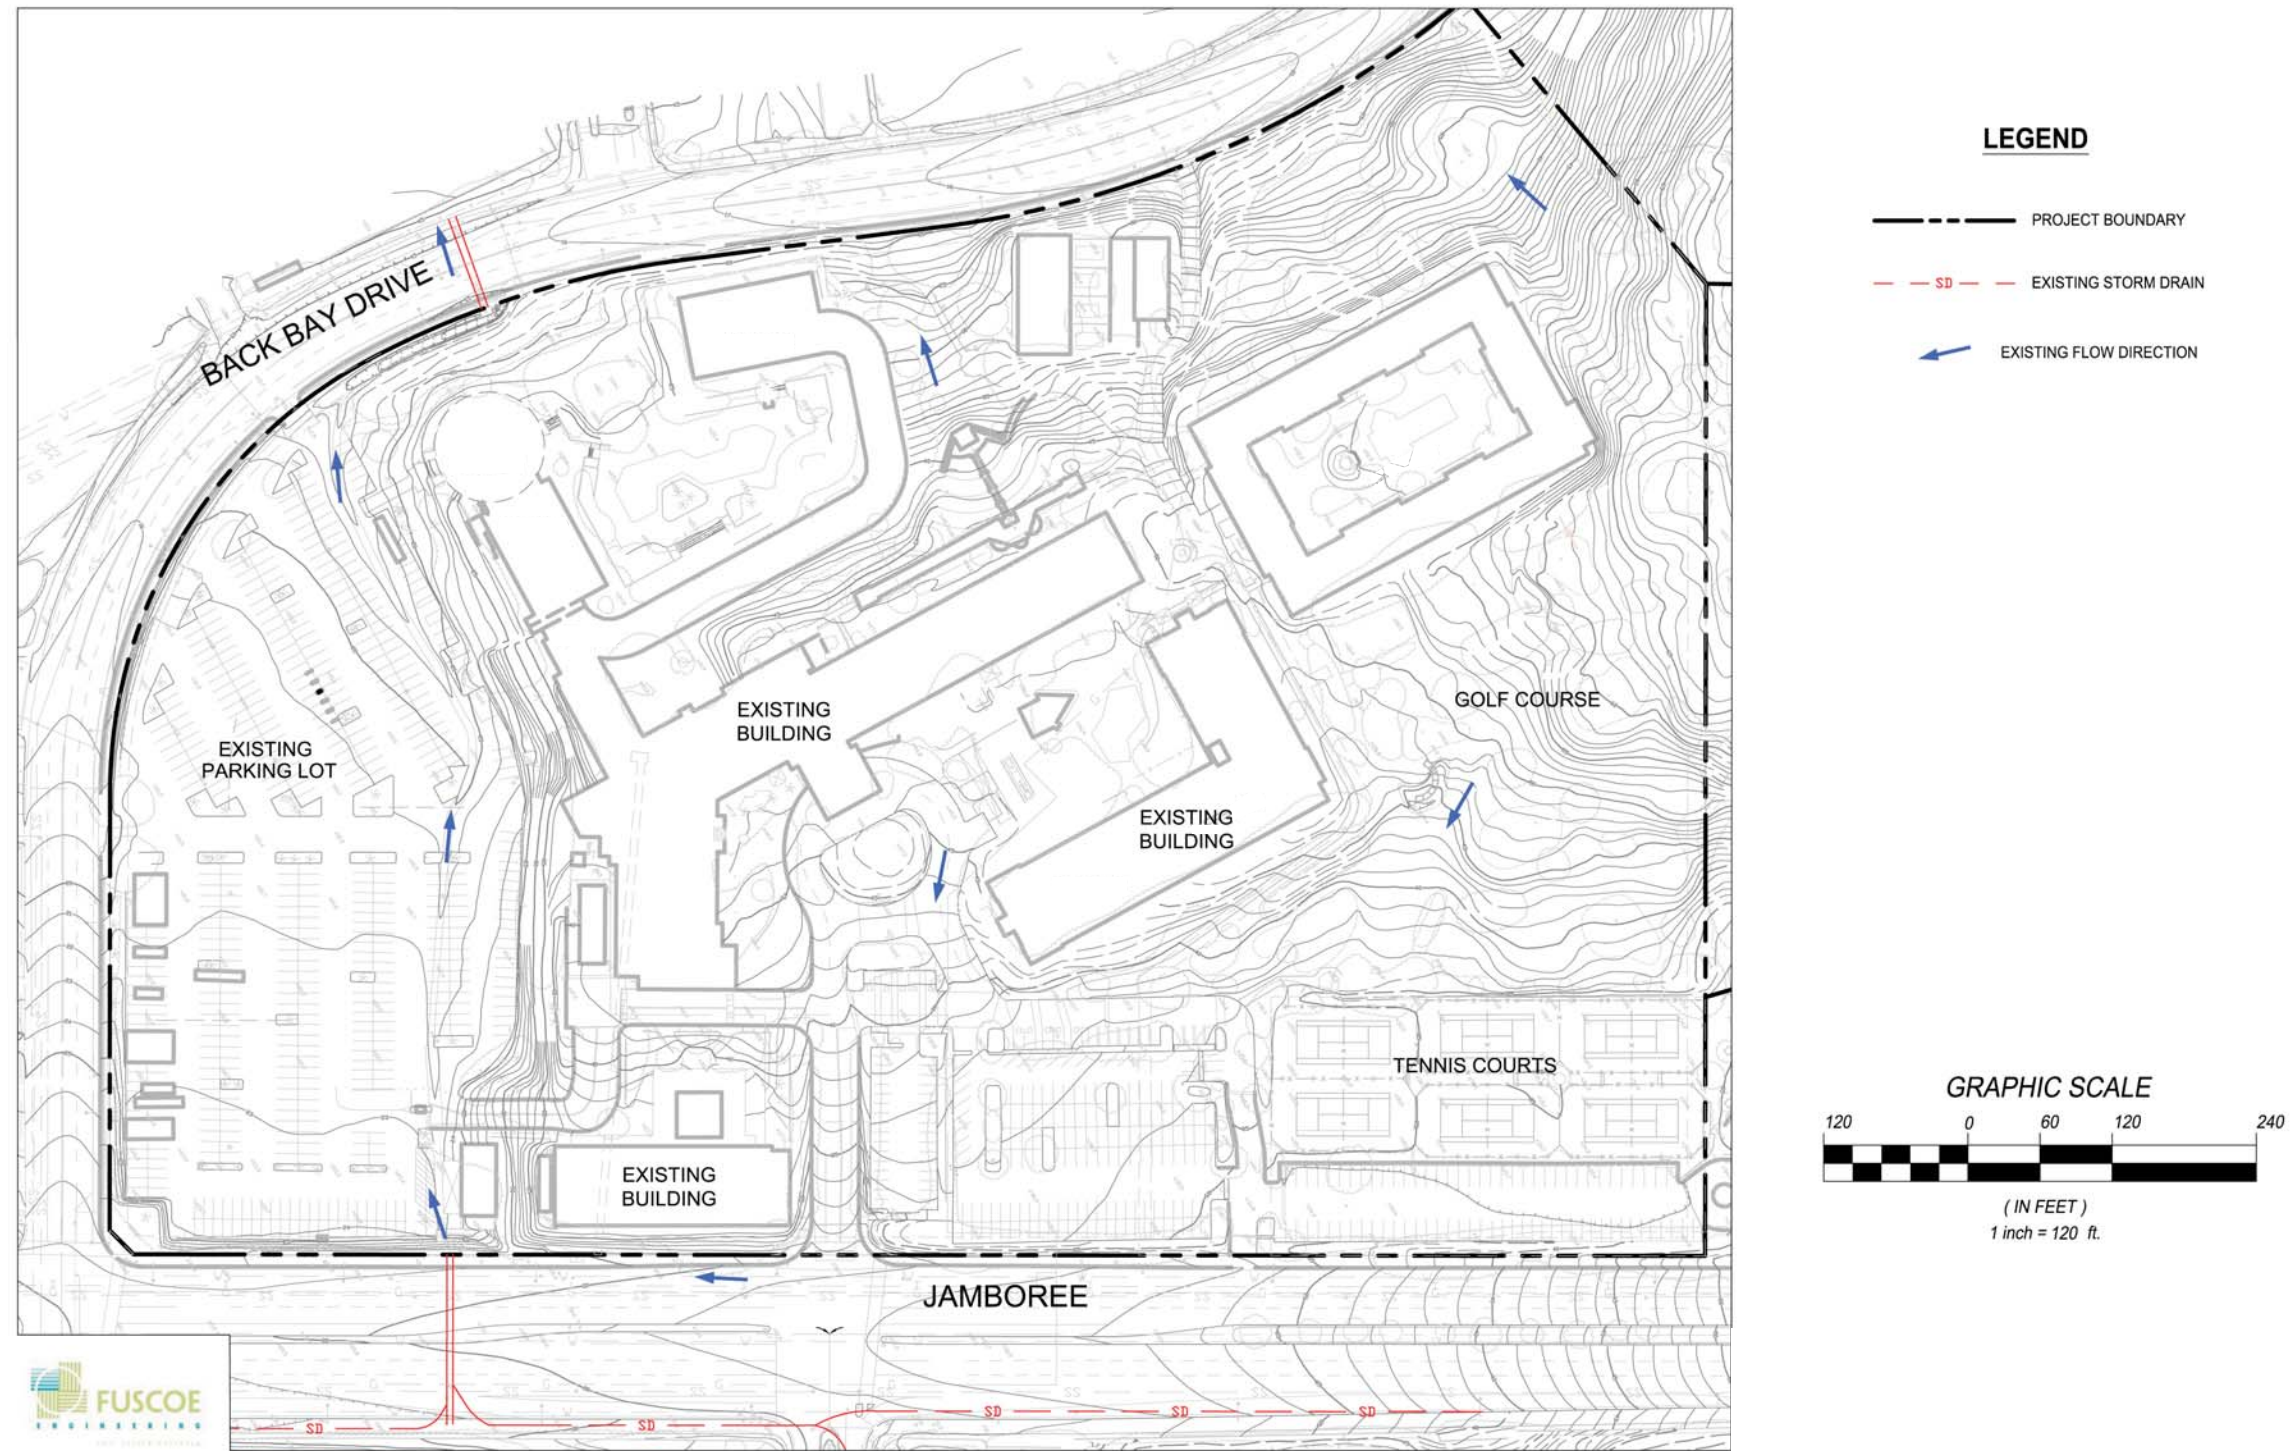 LEGEND
PROJECT BOUNDARY
SD
EXISTING STORM DRAIN
EXISTING FLOW DIRECTION
BACK BAY DRIVE
EXISTING
PARKING LOT
EXISTING
BUILDING
EXISTING
BUILDING
GOLF COURSE
TENNIS COURTS
EXISTING
BUILDING
JAMBOREE
SD
SD
SD
SD
SD
GRAPHIC SCALE
120 0 60 120 240
( IN FEET )
1 inch = 120 ft.
FUSCOE
ENGINEERING